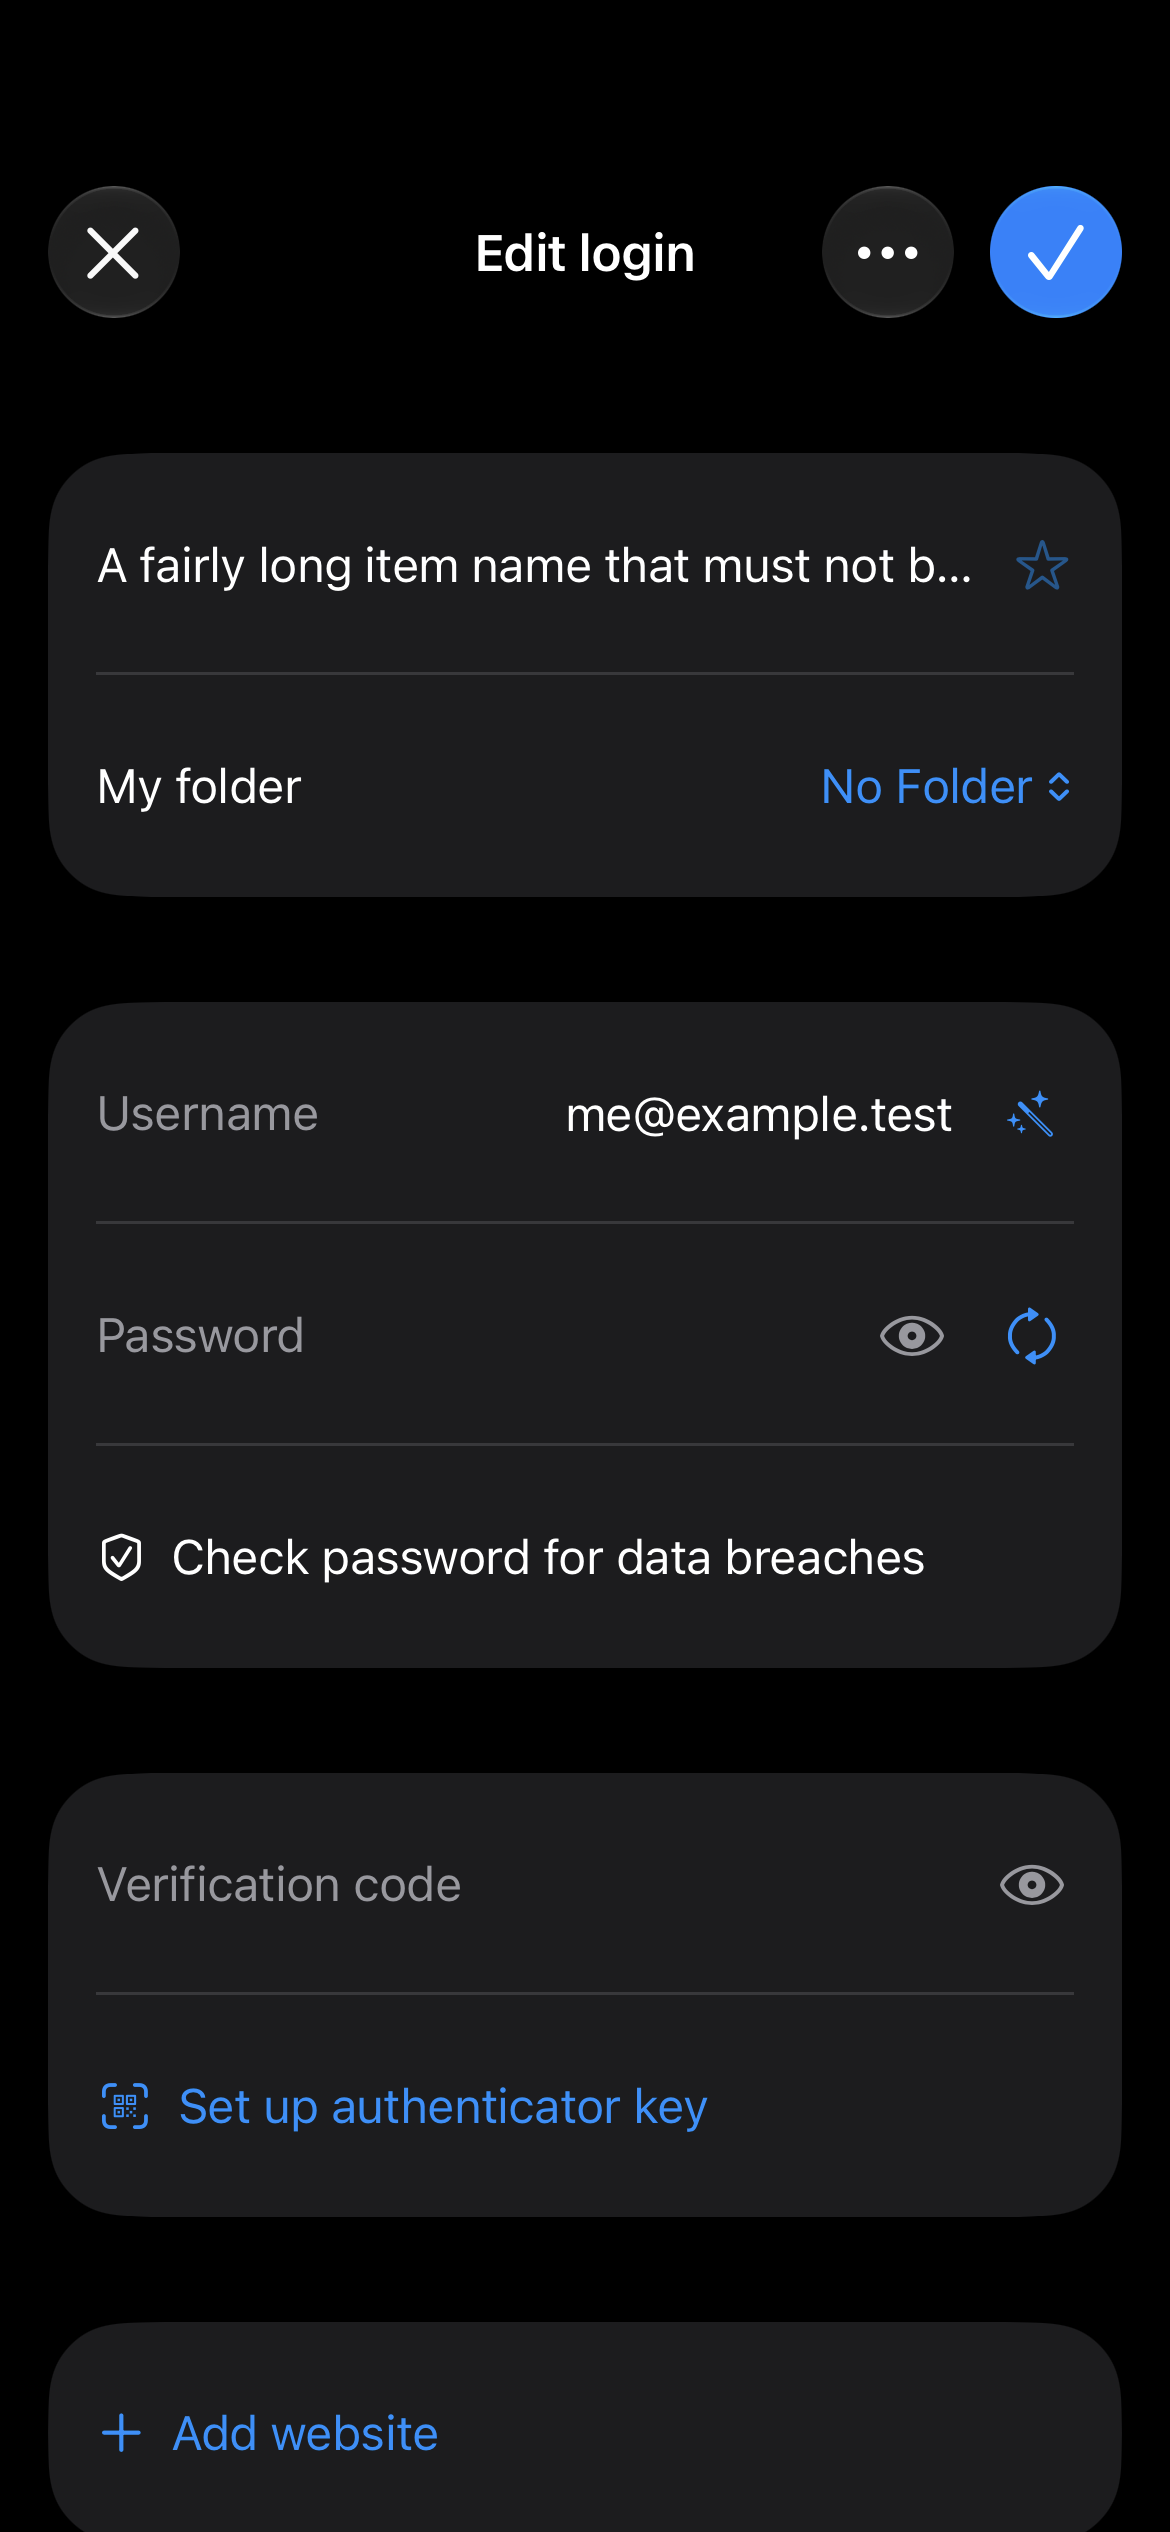 Edit login
A fairly long item name that must not b...
My folder
No Folder
Username
me@example.test
Password
Check password for data breaches
Verification code
Set up authenticator key
Add website